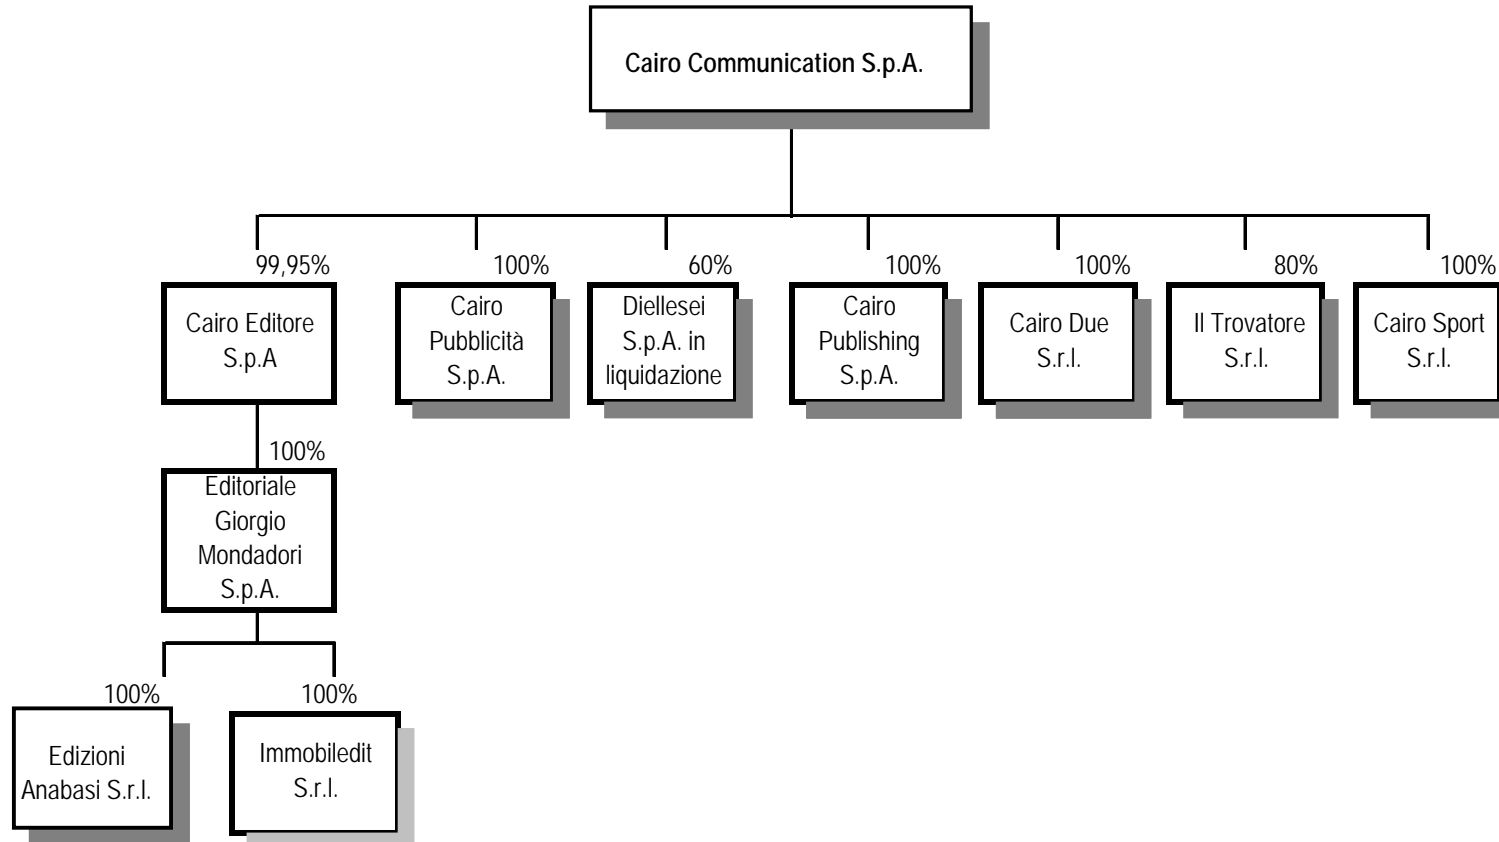 Cairo Communication S.p.A.
99,95%
100%
60%
100%
100%
80%
100%
Cairo Editore
S.p.A
Cairo
Pubblicità
S.p.A.
Diellesei
S.p.A. in
liquidazione
Cairo
Publishing
S.p.A.
Cairo Due
S.r.l.
Il Trovatore
S.r.l.
Cairo Sport
S.r.l.
100%
Editoriale
Giorgio
Mondadori
S.p.A.
100%
100%
Edizioni
Anabasi S.r.l.
Immobiledit
S.r.l.